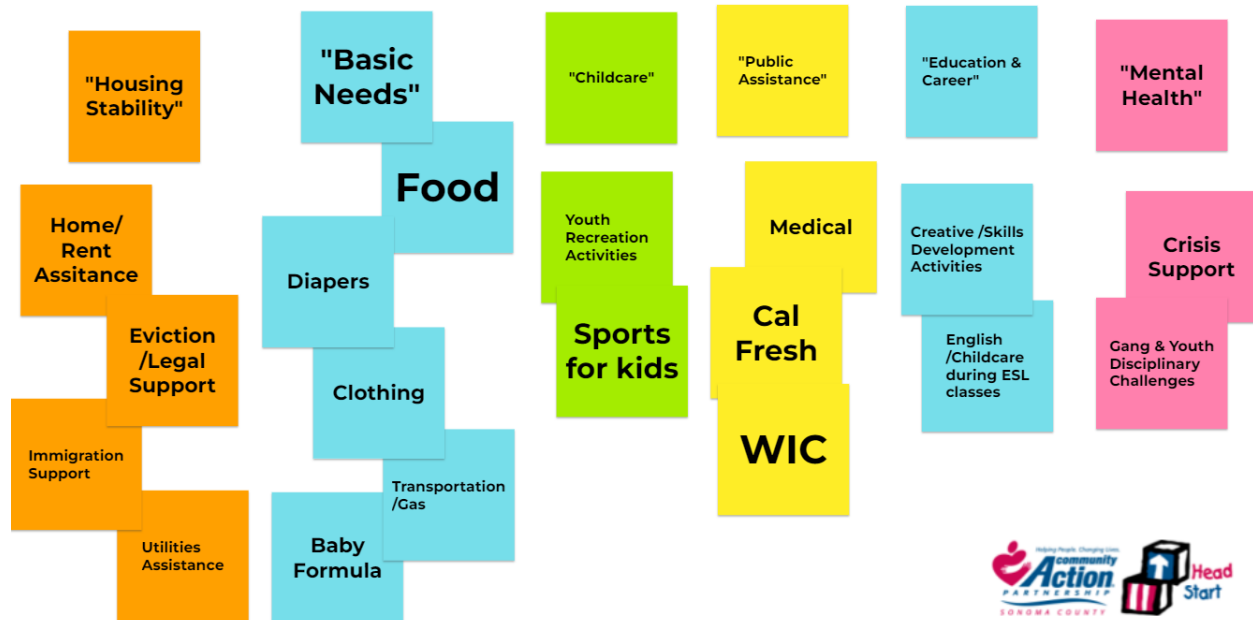 "Housing
Stability"
Home/
Rent
Assitance
Eviction
/Legal
Support
Immigration
Support
Utilities
Assistance
"Basic
Needs"
Food
Diapers
Clothing
Transportation
/Gas
Baby
Formula
"Childcare"
Youth
Recreation
Activities
Sports
for kids
"Public
Assistance"
Medical
Cal
Fresh
WIC
"Education &
Career"
Creative /Skills
Development
Activities
English
/Childcare
during ESL
classes
"Mental
Health"
Crisis
Support
Gang & Youth
Disciplinary
Challenges
Helping People. Changing Lives.
community
Action
PARTNERSHIP
SONOMA COUNTY
Head
Start